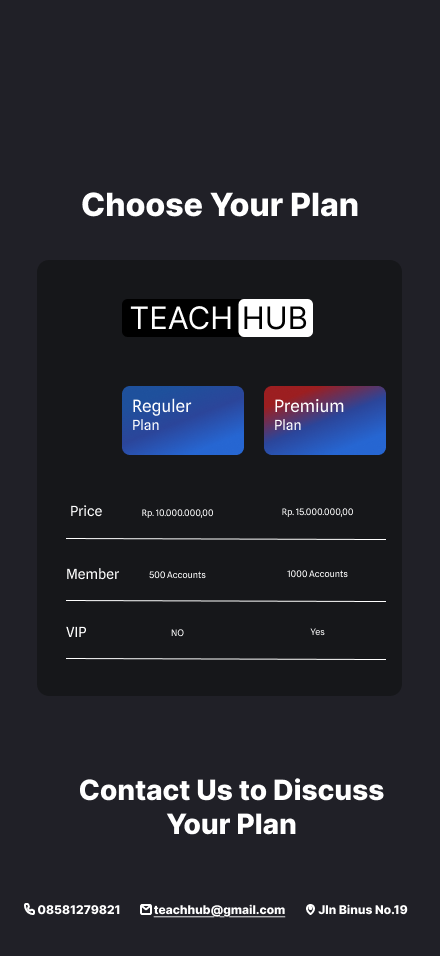 Choose Your Plan
TEACH HUB
Reguler
Plan
Premium
Plan
Price
Rp. 10.000.000,00
Rp. 15.000.000,00
Member
500 Accounts
1000 Accounts
VIP
NO
Yes
Contact Us to Discuss
Your Plan
08581279821
teachhub@gmail.com
Jln Binus No.19